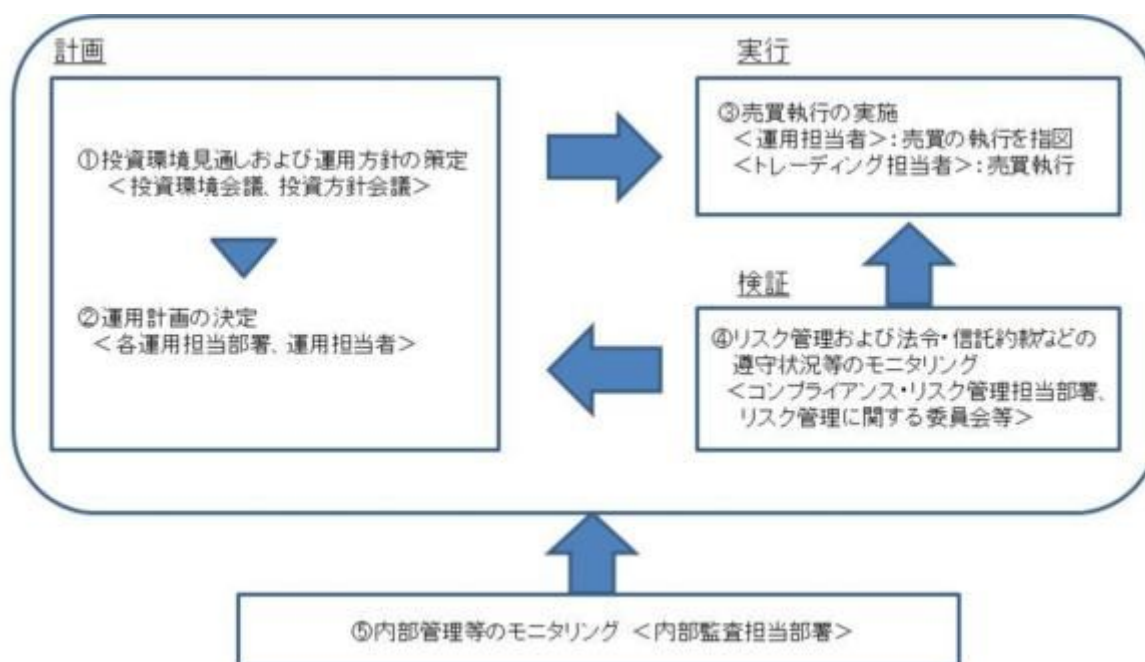 計画
①投資環境見通しおよび運用方針の策定
<投資環境会議、投資方針会議>
②運用計画の決定
<各運用担当部署、運用担当者>
実行
③売買執行の実施
<運用担当者>:売買の執行を指図
<トレーディング担当者>:売買執行
検証
④リスク管理および法令・信託約款などの
遵守状況等のモニタリング
<コンプライアンス・リスク管理担当部署、
リスク管理に関する委員会等>
⑤内部管理等のモニタリング <内部監査担当部署>